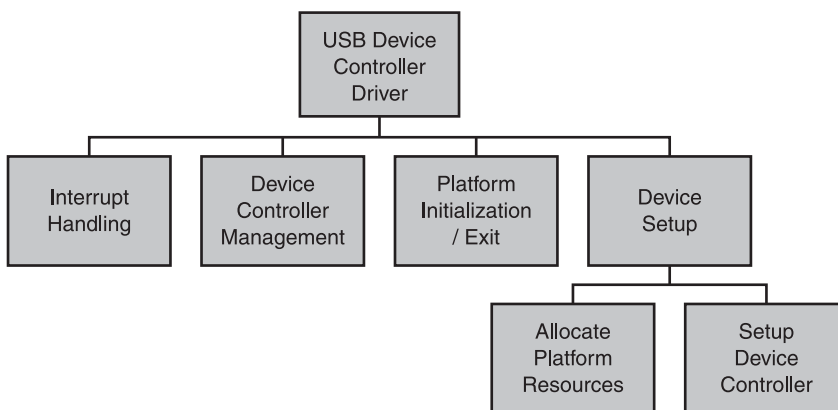 USB Device
Controller
Driver
Interrupt
Handling
Device
Controller
Management
Platform
Initialization
/ Exit
Device
Setup
Allocate
Platform
Resources
Setup
Device
Controller